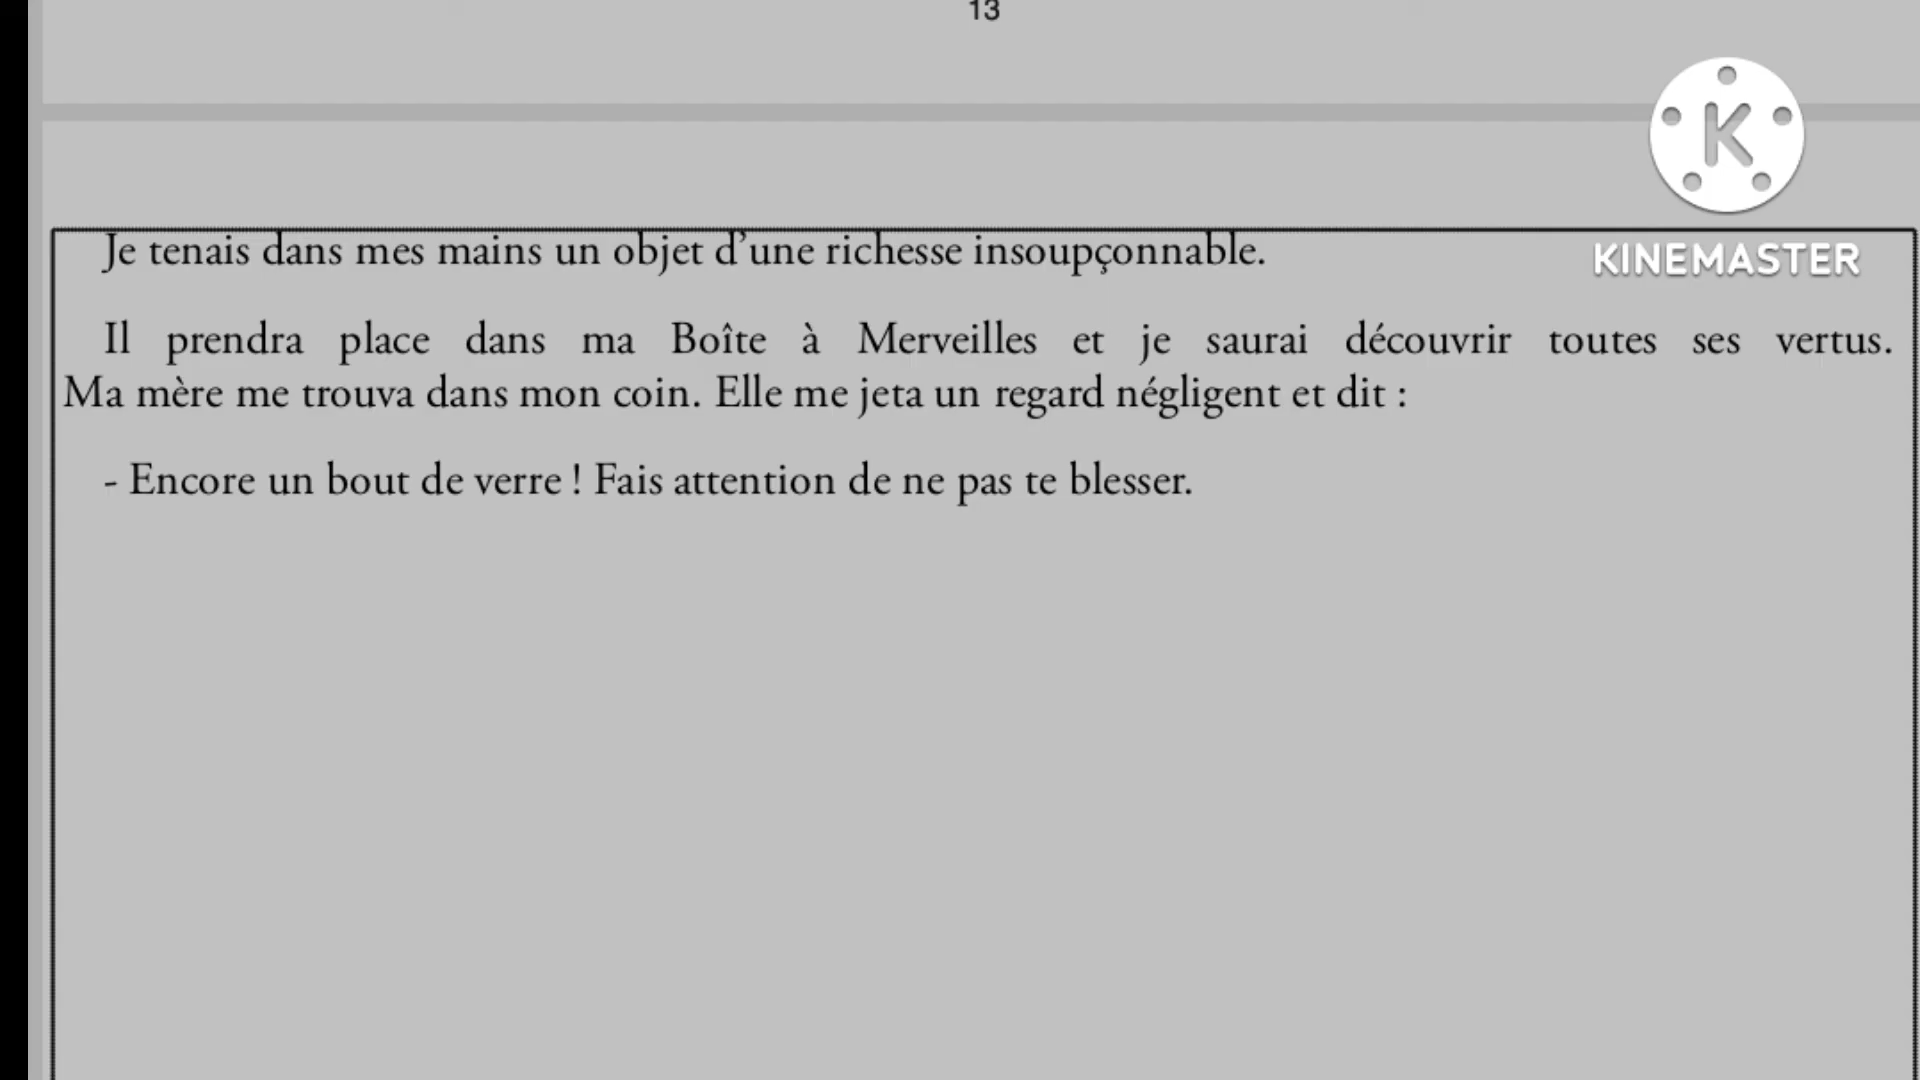 13
K
KINEMASTER
Je tenais dans mes mains un objet d’une richesse insoupçonnable.
Il prendra place dans ma Boîte à Merveilles et je saurai découvrir toutes ses vertus.
Ma mère me trouva dans mon coin. Elle me jeta un regard négligent et dit :
- Encore un bout de verre ! Fais attention de ne pas te blesser.